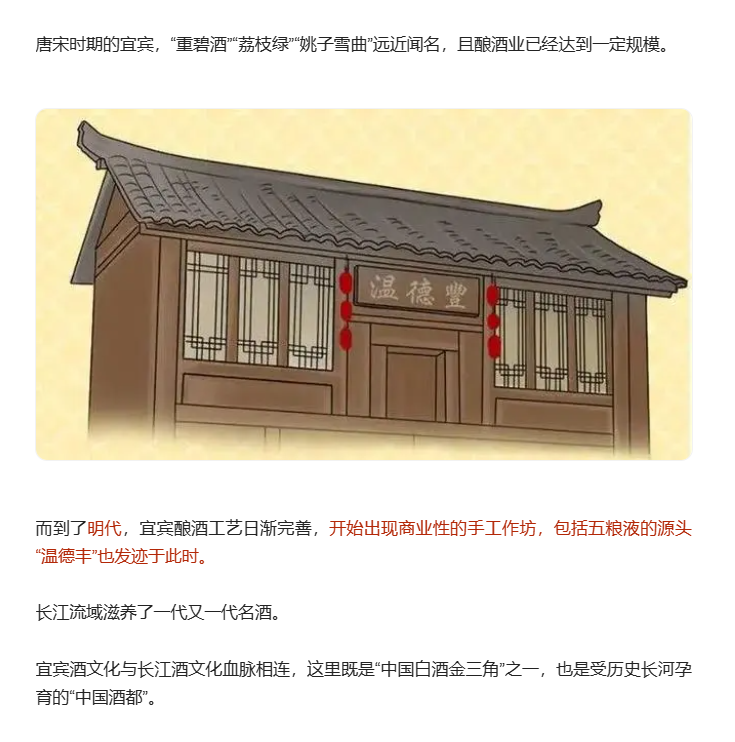 唐宋时期的宜宾，“重碧酒”“荔枝绿”“姚子雪曲”远近闻名，且酿酒业已经达到一定规模。
温德豐
而到了明代，宜宾酿酒工艺日渐完善，开始出现商业性的手工作坊，包括五粮液的源头
“温德丰”也发迹于此时。
长江流域滋养了一代又一代名酒。
宜宾酒文化与长江酒文化血脉相连，这里既是“中国白酒金三角”之一，也是受历史长河孕
育的“中国酒都”。